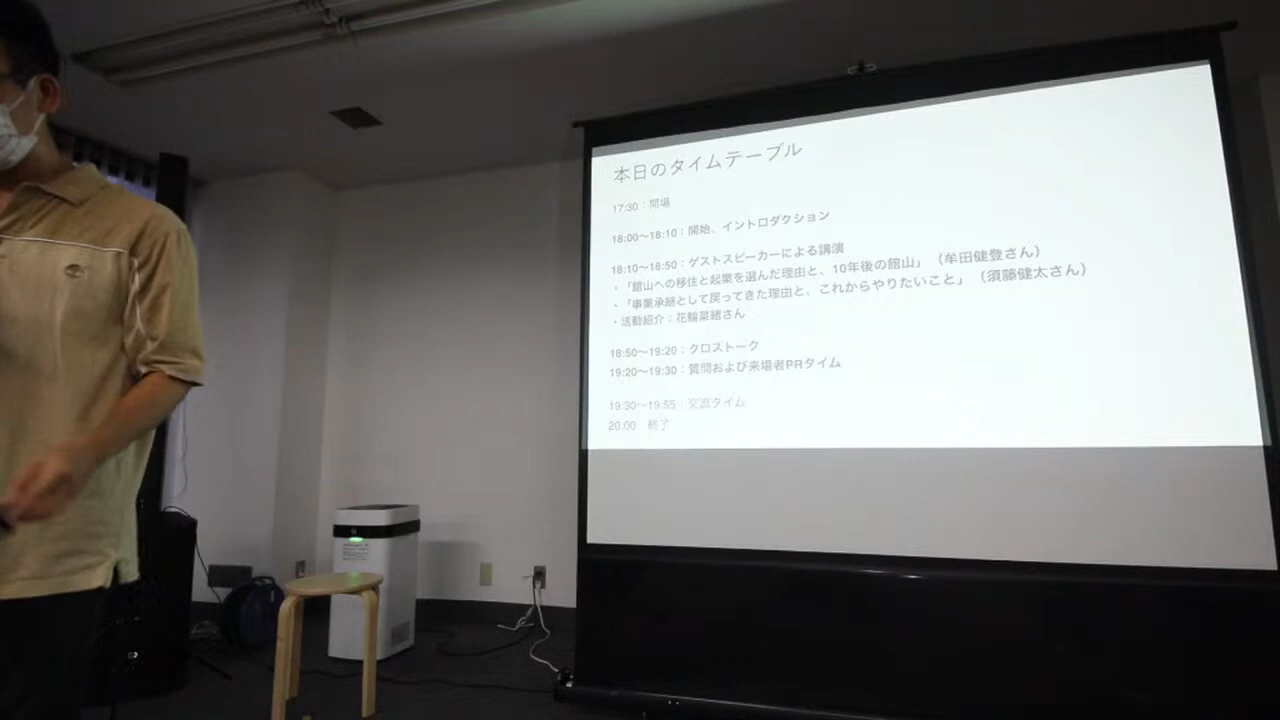 本日のタイムテーブル
17:30：開場
18:00〜18:10：開始、イントロダクション
18:10〜18:50：ゲストスピーカーによる講演
・「館山への移住と起業を選んだ理由と、10年後の館山」（牟田健登さん）
・「事業承継として戻ってきた理由と、これからやりたいこと」（須藤健太さん）
・活動紹介：花輪菜緒さん
18:50〜19:20：クロストーク
19:20〜19:30：質問および来場者PRタイム
19:30〜19:55：交流タイム
20:00　終了